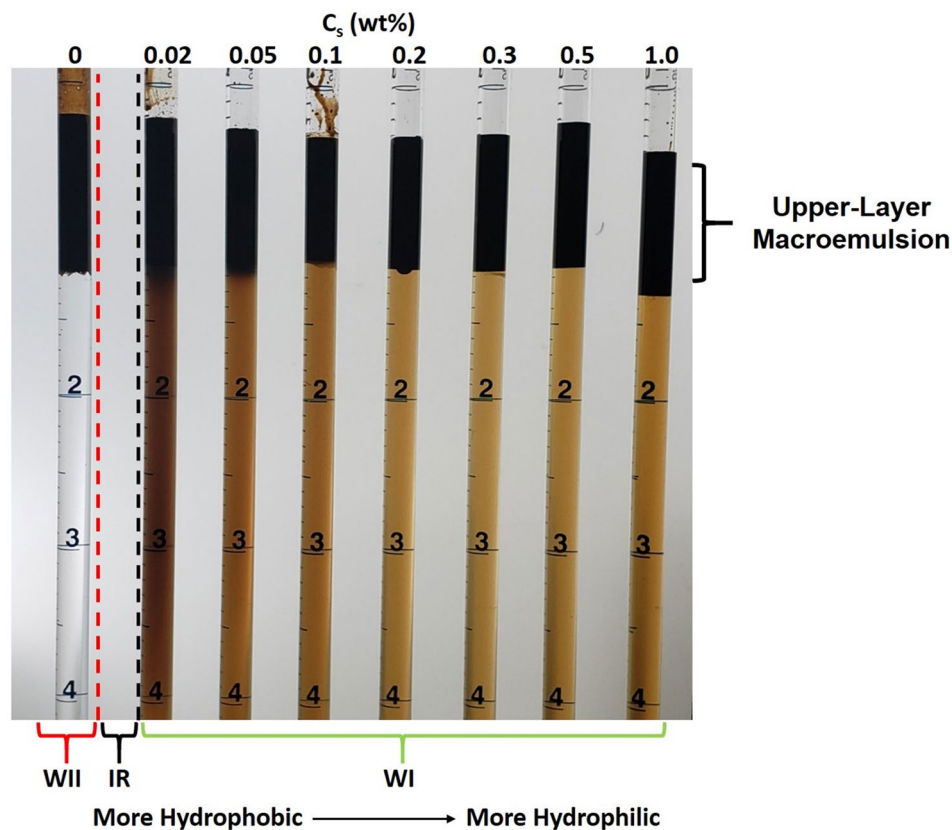 Cs (wt%)
0 0.02 0.05 0.1 0.2 0.3 0.5 1.0
Upper-Layer
Macroemulsion
2 2 2 2 2 2 2 2
3 3 3 3 3 3 3 3
4 4 4 4 4 4 4 4
WII IR WI
More Hydrophobic → More Hydrophilic